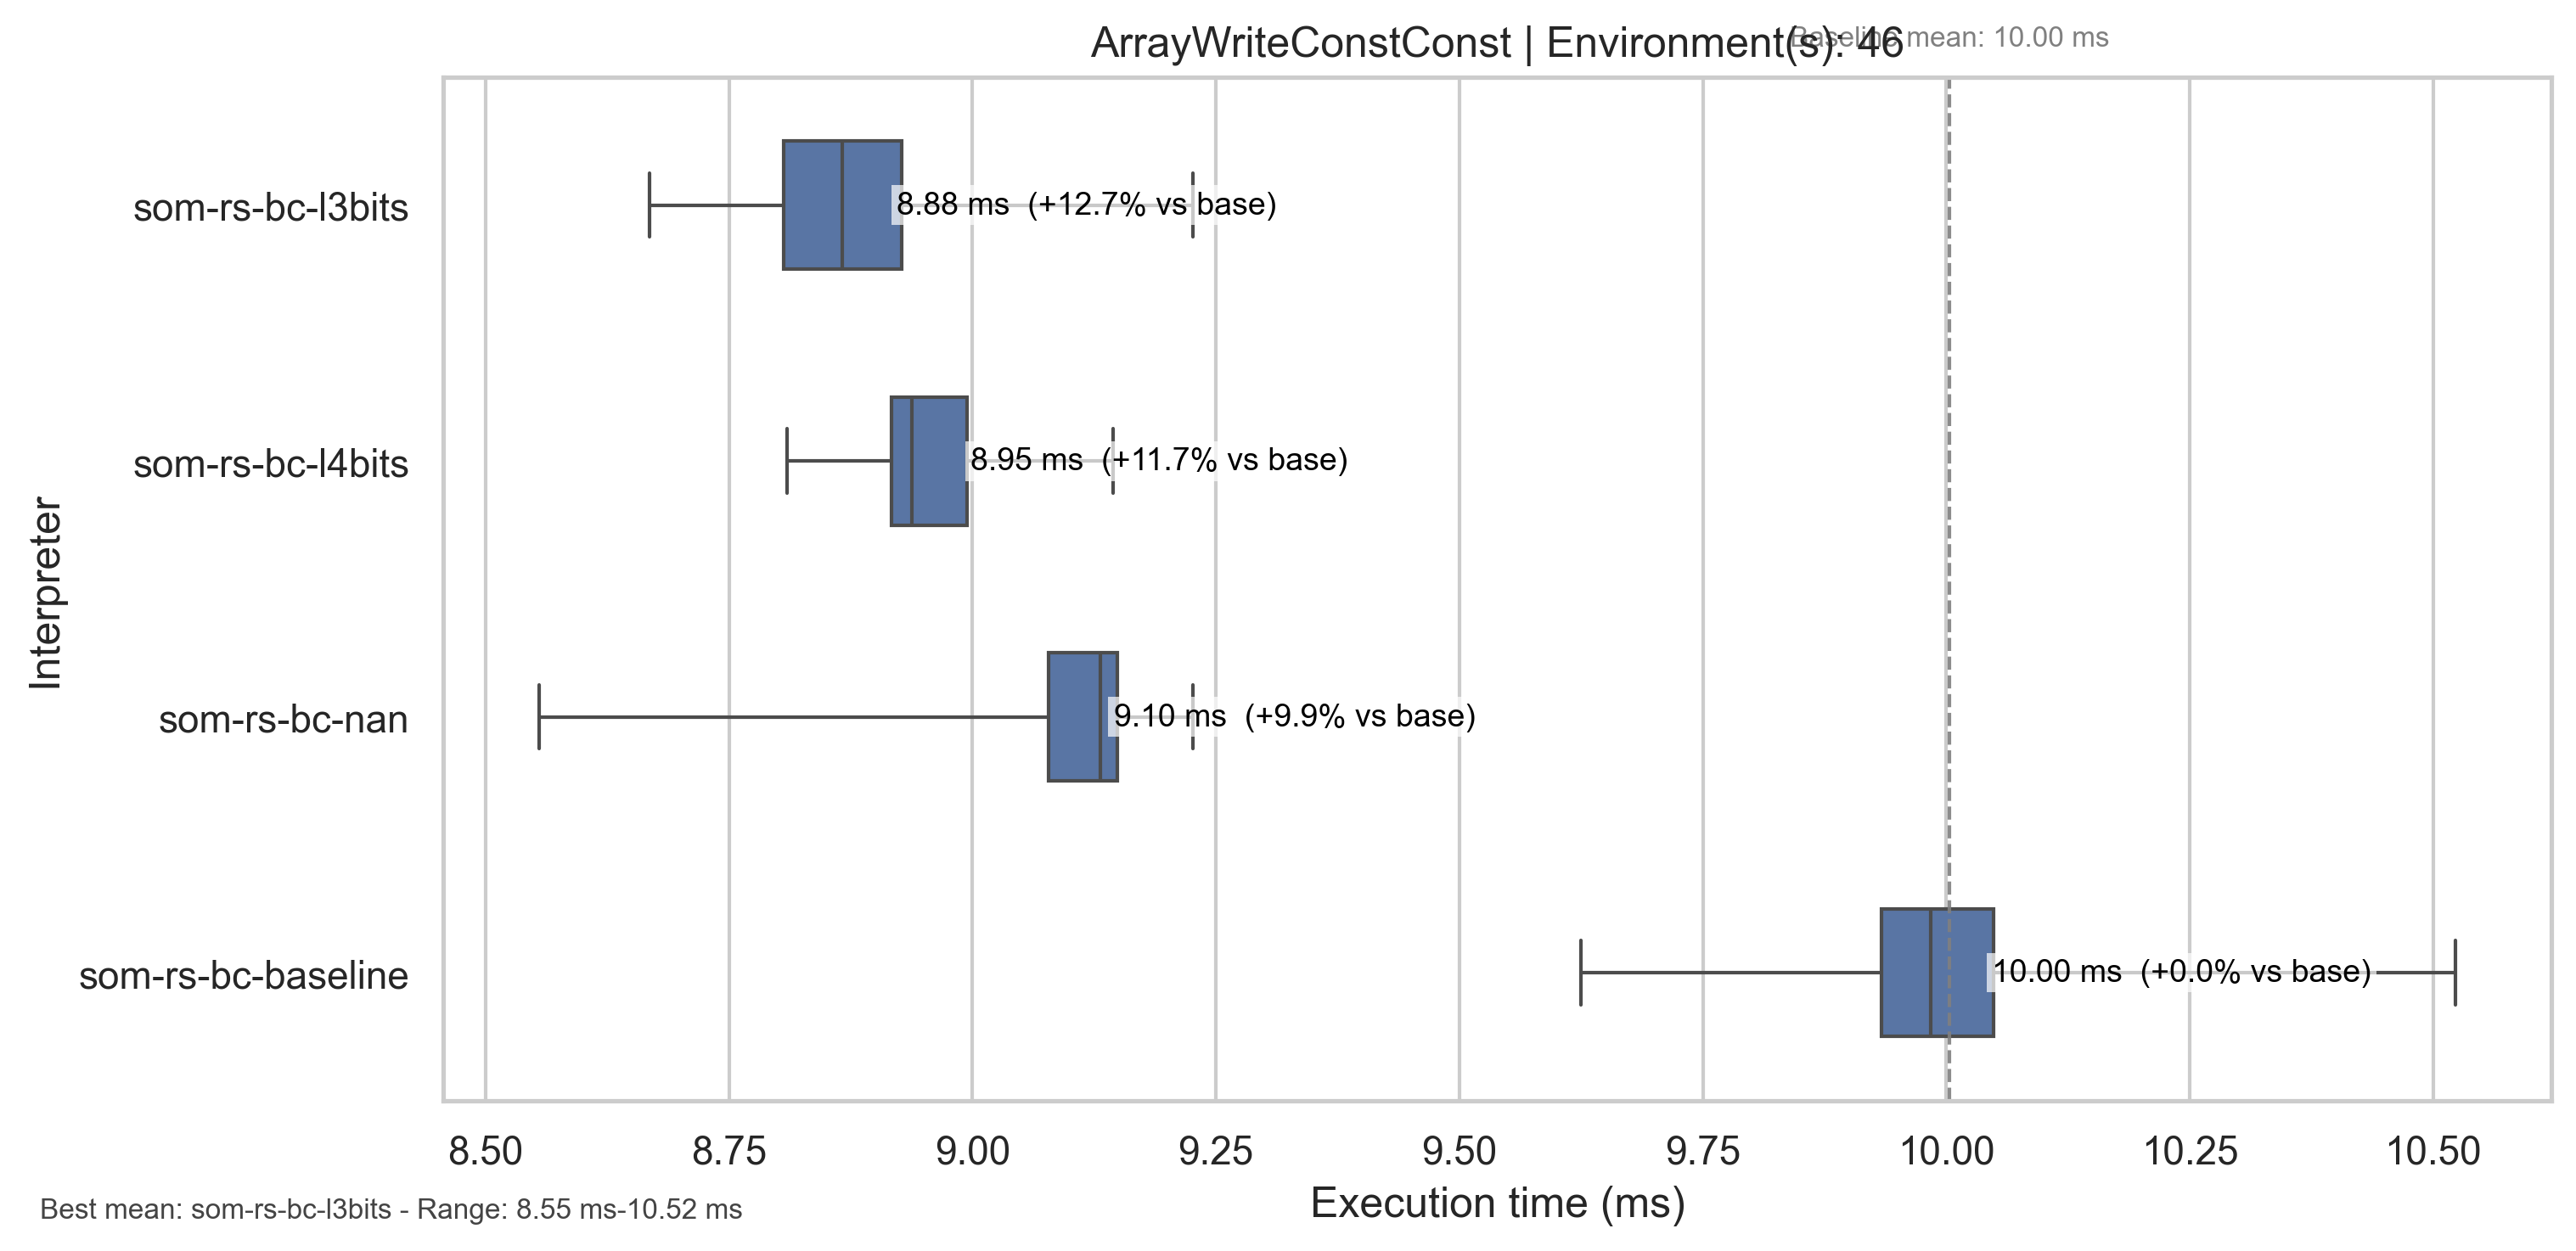 ArrayWriteConstConst | Environment(s): 46
Baseline mean: 10.00 ms
som-rs-bc-l3bits
8.88 ms (+12.7% vs base)
som-rs-bc-l4bits
8.95 ms (+11.7% vs base)
Interpreter
som-rs-bc-nan
9.10 ms (+9.9% vs base)
som-rs-bc-baseline
10.00 ms (+0.0% vs base)
8.50 8.75 9.00 9.25 9.50 9.75 10.00 10.25 10.50
Execution time (ms)
Best mean: som-rs-bc-l3bits - Range: 8.55 ms-10.52 ms